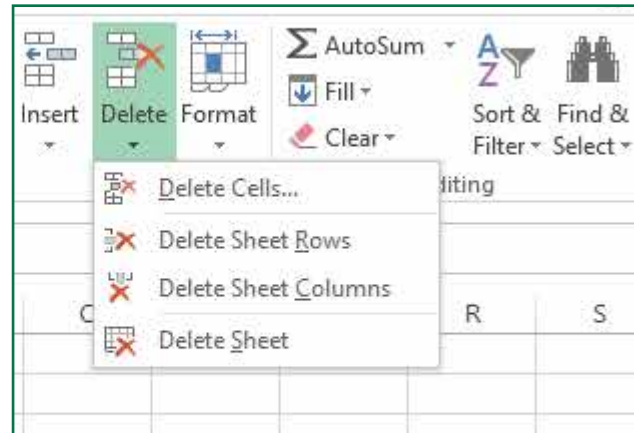 Insert Delete Format
AutoSum
Fill
Clear
Sort &
Filter
Find &
Select
Delete Cells...
Delete Sheet Rows
Delete Sheet Columns
Delete Sheet
R S